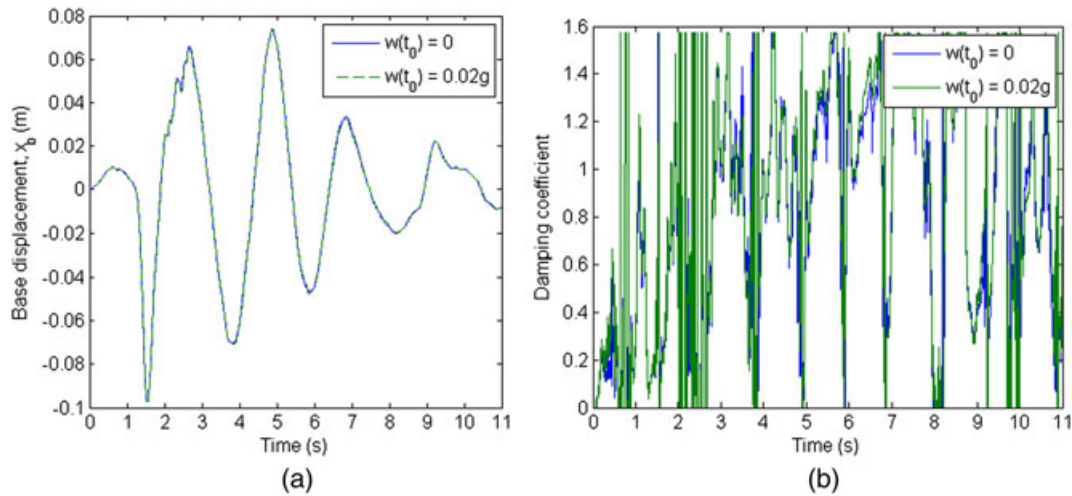 0.08
0.06
0.04
0.02
0
-0.02
-0.04
-0.06
-0.08
-0.1
Base displacement, x_b (m)
w(t_0) = 0
w(t_0) = 0.02g
0 1 2 3 4 5 6 7 8 9 10 11
Time (s)
(a)
1.6
1.4
1.2
1
0.8
0.6
0.4
0.2
0
Damping coefficient
w(t_0) = 0
w(t_0) = 0.02g
0 1 2 3 4 5 6 7 8 9 10 11
Time (s)
(b)